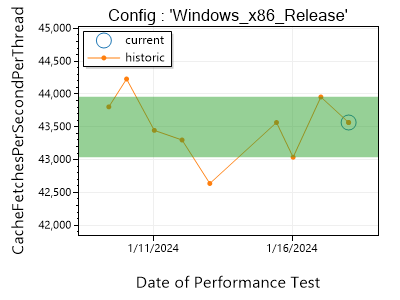 Config : 'Windows_x86_Release'
current
historic
CacheFetchesPerSecondPerThread
45,000
44,500
44,000
43,500
43,000
42,500
42,000
1/11/2024
1/16/2024
Date of Performance Test